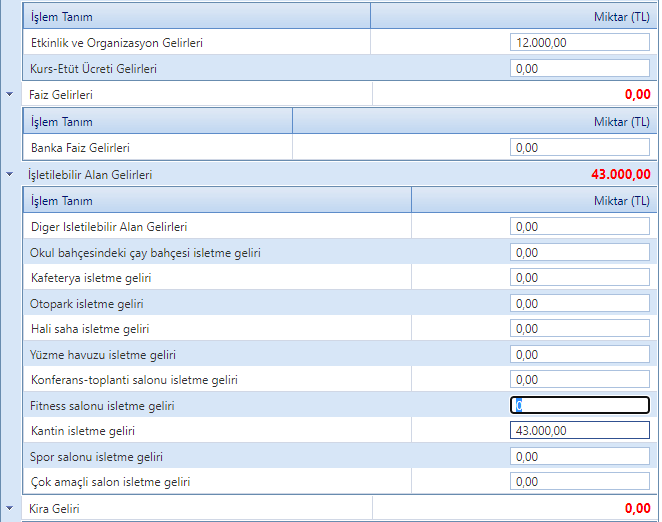 İşlem Tanım Miktar (TL)
Etkinlik ve Organizasyon Gelirleri 12.000,00
Kurs-Etüt Ücreti Gelirleri 0,00
Faiz Gelirleri 0,00
İşlem Tanım Miktar (TL)
Banka Faiz Gelirleri 0,00
İşletilebilir Alan Gelirleri 43.000,00
İşlem Tanım Miktar (TL)
Diger Isletilebilir Alan Gelirleri 0,00
Okul bahçesindeki çay bahçesi isletme geliri 0,00
Kafeterya isletme geliri 0,00
Otopark isletme geliri 0,00
Hali saha isletme geliri 0,00
Yüzme havuzu isletme geliri 0,00
Konferans-toplanti salonu isletme geliri 0,00
Fitness salonu isletme geliri 0
Kantin isletme geliri 43.000,00
Spor salonu isletme geliri 0,00
Çok amaçli salon isletme geliri 0,00
Kira Geliri 0,00